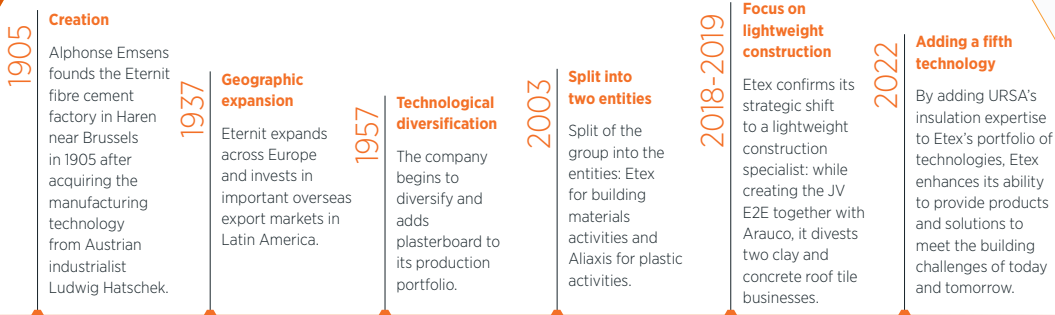 1905
Creation
Alphonse Emsens
founds the Eternit
fibre cement
factory in Haren
near Brussels
in 1905 after
acquiring the
manufacturing
technology
from Austrian
industrialist
Ludwig Hatschek.
1937
Geographic
expansion
Eternit expands
across Europe
and invests in
important overseas
export markets in
Latin America.
1957
Technological
diversification
The company
begins to
diversify and
adds
plasterboard to
its production
portfolio.
2003
Split into
two entities
Split of the
group into the
entities: Etex
for building
materials
activities and
Aliaxis for plastic
activities.
2018-2019
Focus on
lightweight
construction
Etex confirms its
strategic shift
to a lightweight
construction
specialist: while
creating the JV
E2E together with
Arauco, it divests
two clay and
concrete roof tile
businesses.
2022
Adding a fifth
technology
By adding URSA’s
insulation expertise
to Etex’s portfolio of
technologies, Etex
enhances its ability
to provide products
and solutions to
meet the building
challenges of today
and tomorrow.